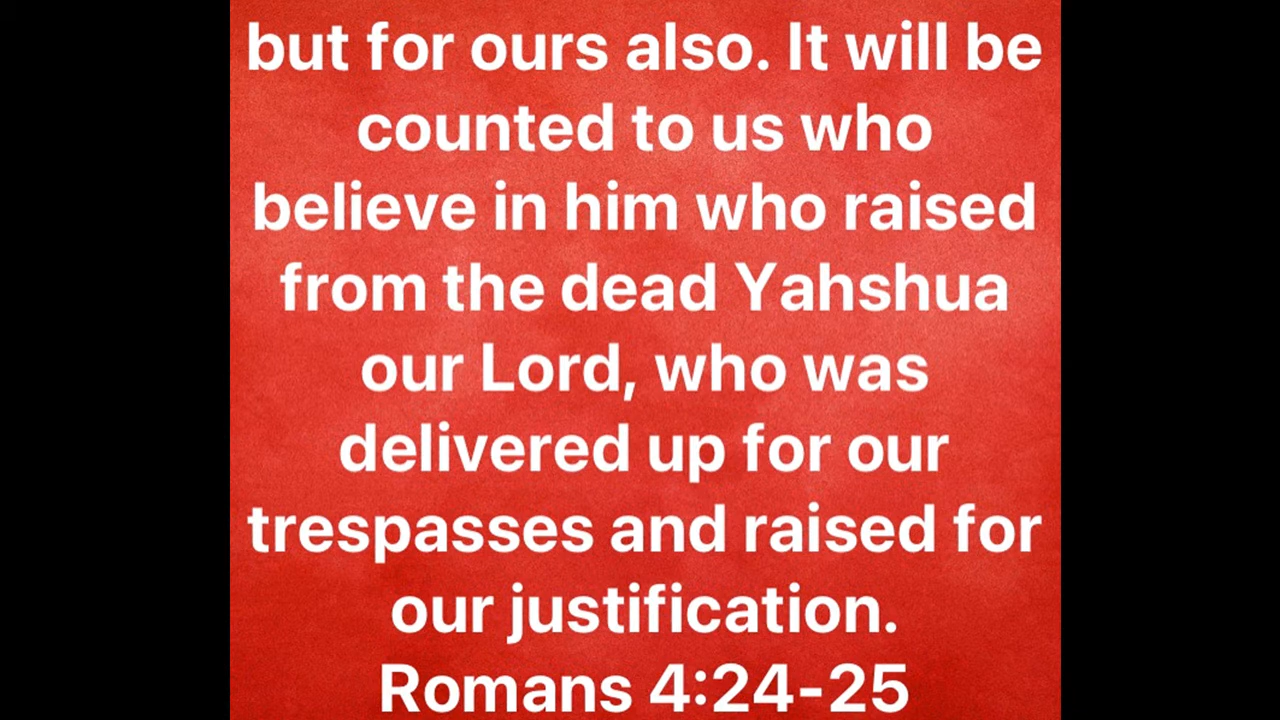 but for ours also. It will be
counted to us who
believe in him who raised
from the dead Yahshua
our Lord, who was
delivered up for our
trespasses and raised for
our justification.
Romans 4:24-25